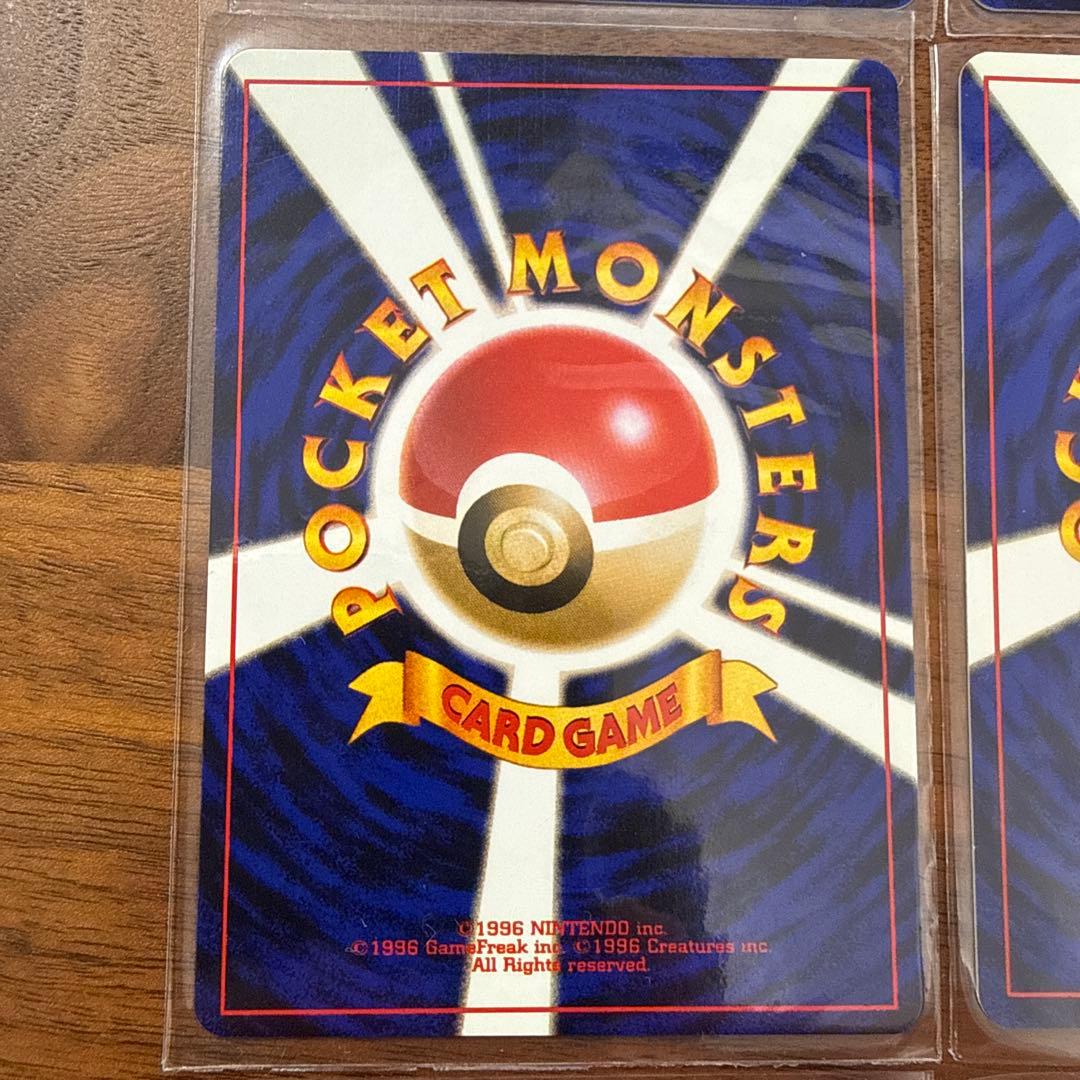 POCKET MONSTERS
CARD GAME
©1996 NINTENDO inc.
©1996 GameFreak inc. ©1996 Creatures inc.
All Rights reserved.